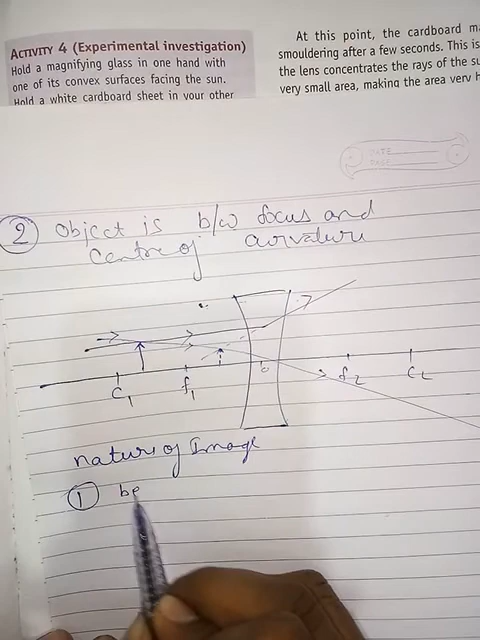 ACTIVITY 4 (Experimental investigation)
Hold a magnifying glass in one hand with
one of its convex surfaces facing the sun.
Hold a white cardboard sheet in your other
At this point, the cardboard
smouldering after a few seconds. This is
the lens concentrates the rays of the
very small area, making the area very
DATE
PAGE
2 Object is b/w focus and
Centre of curvature
C1 f1 f2 C2
nature of Image
1 be